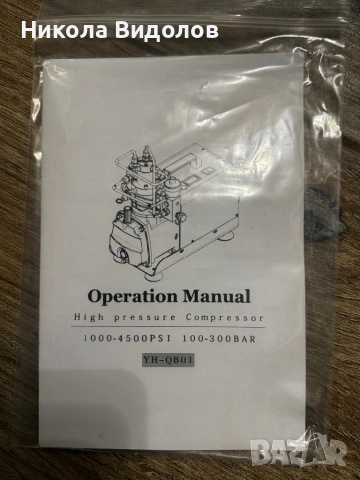 Никола Видолов
Operation Manual
High pressure Compressor
1000-4500PSI 100-300BAR
YH-QB01
BAZAR